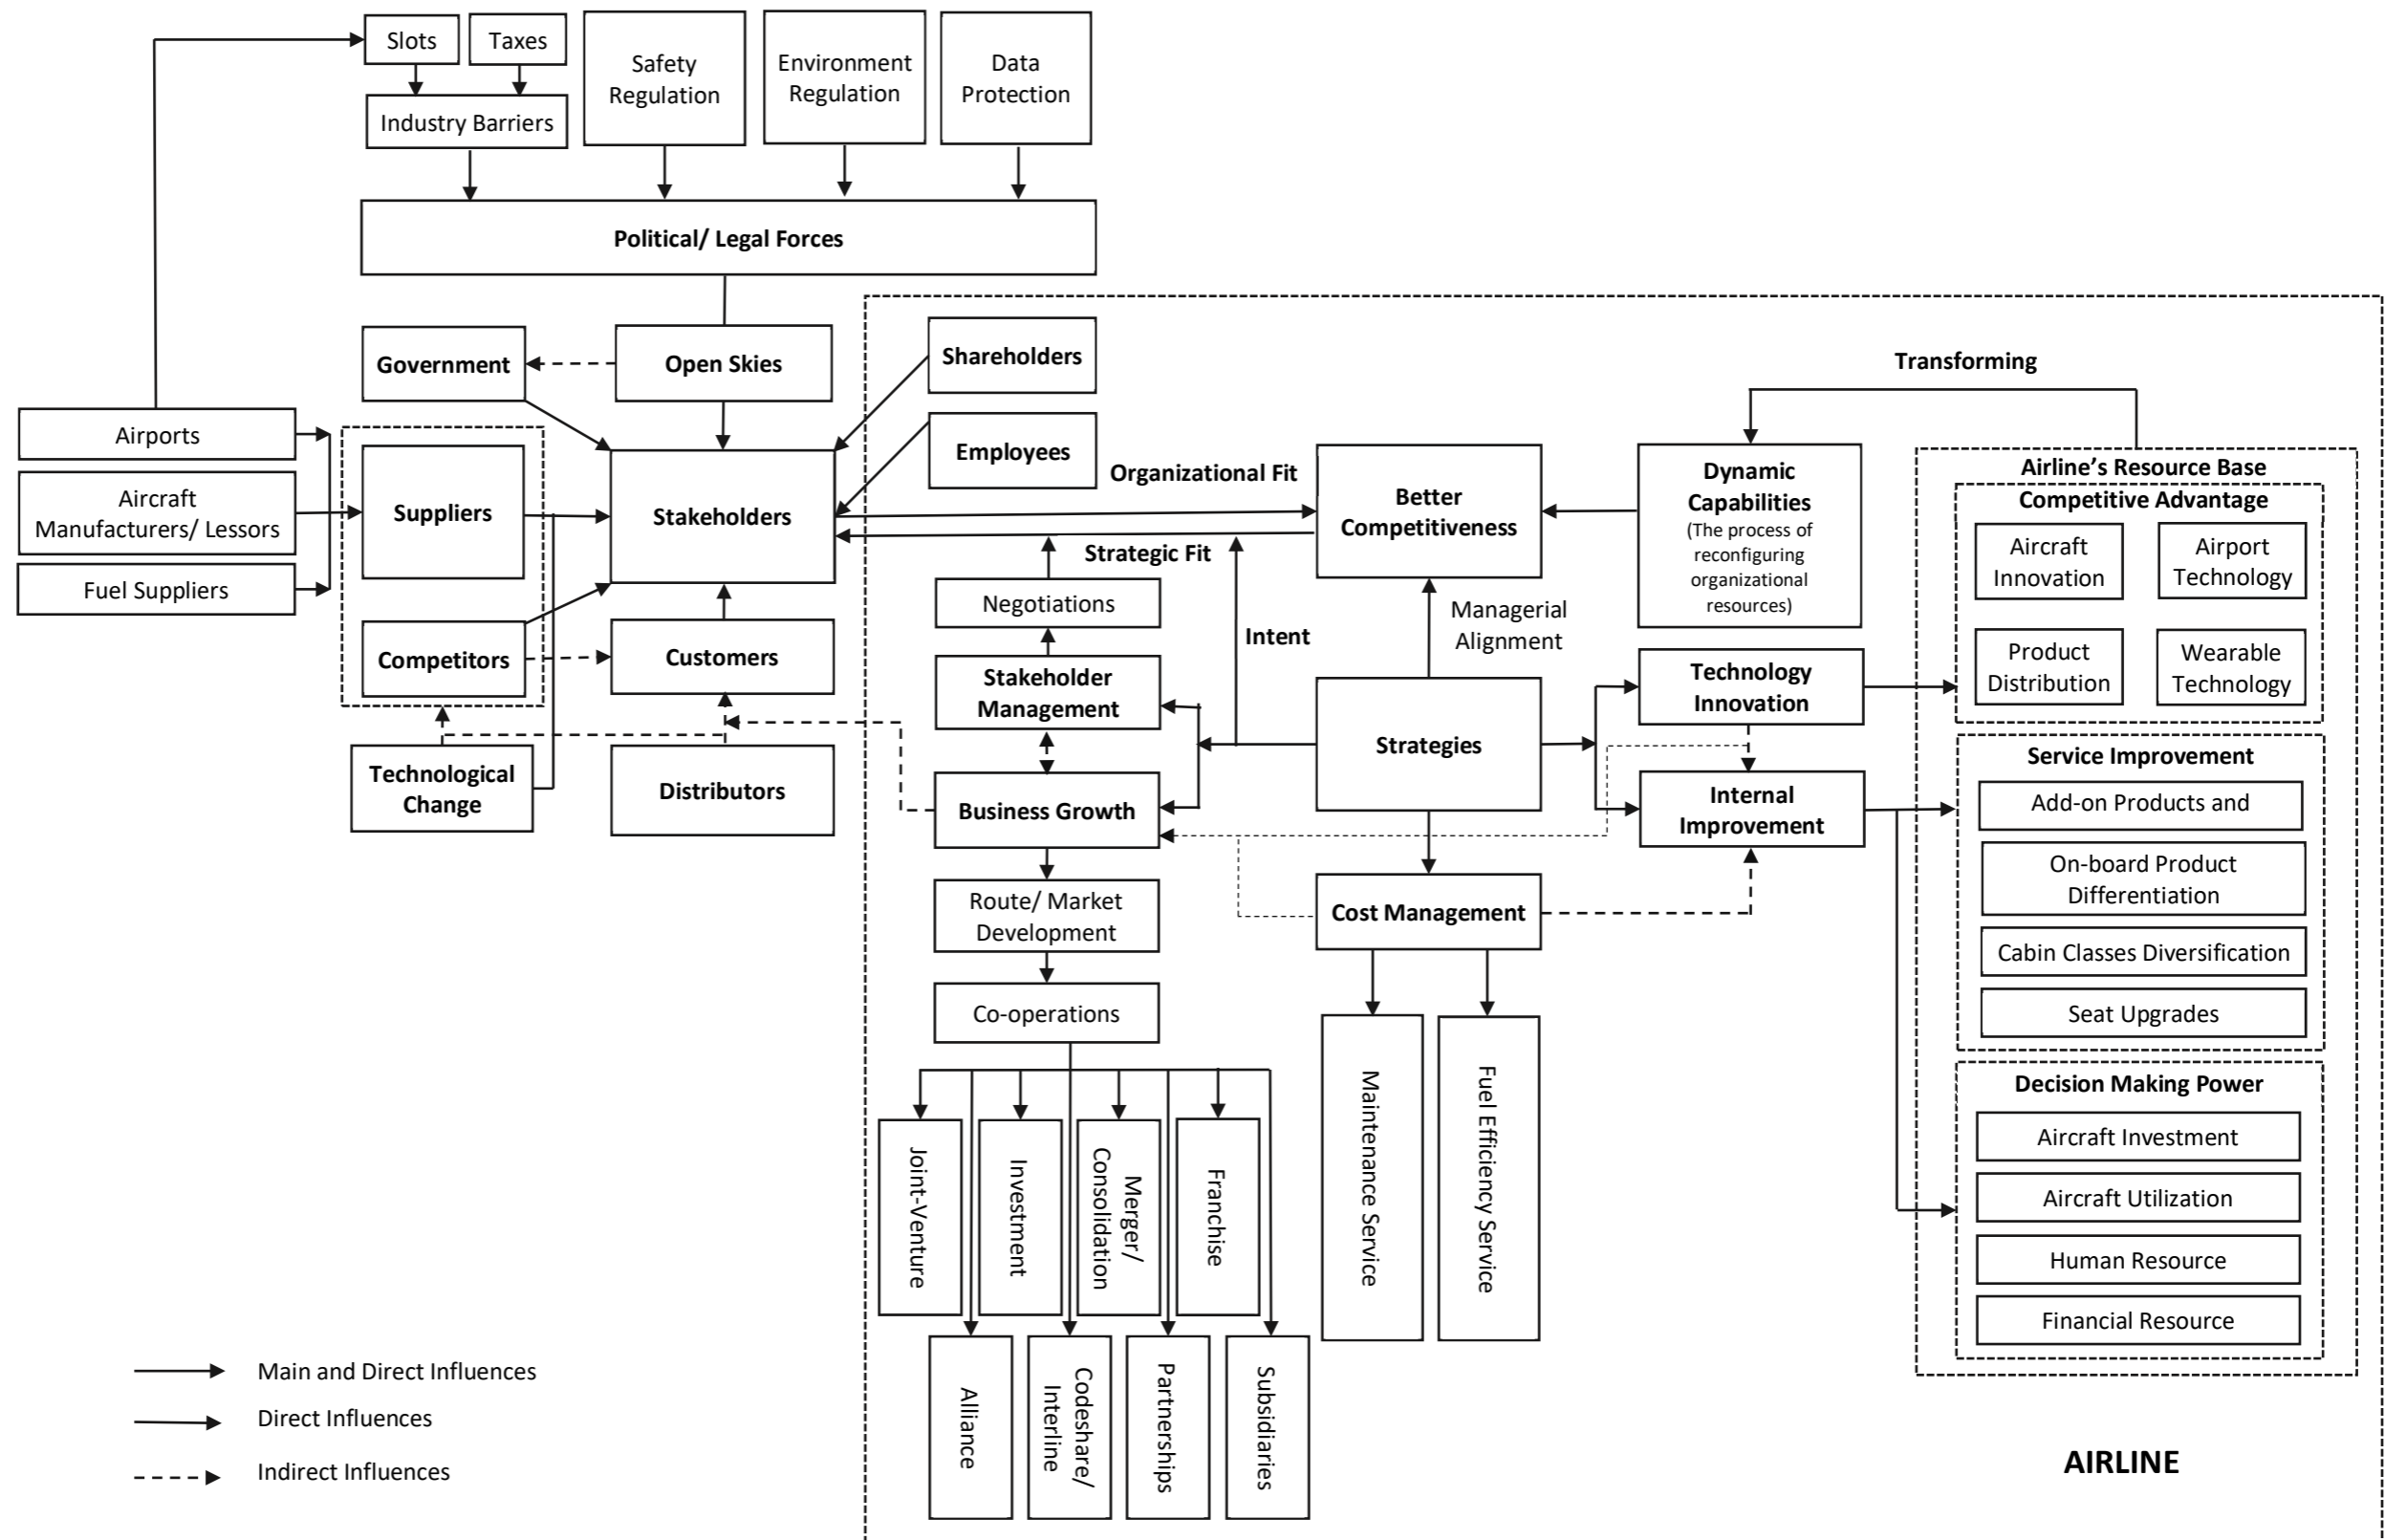 Slots
Taxes
Industry Barriers
Safety
Regulation
Environment
Regulation
Data
Protection
Political/ Legal Forces
Government
Open Skies
Shareholders
Employees
Airports
Aircraft
Manufacturers/ Lessors
Fuel Suppliers
Suppliers
Competitors
Stakeholders
Customers
Technological
Change
Distributors
Organizational Fit
Strategic Fit
Negotiations
Intent
Stakeholder
Management
Business Growth
Route/ Market
Development
Co-operations
Joint-Venture
Investment
Merger/
Consolidation
Franchise
Alliance
Codeshare/
Interline
Partnerships
Subsidiaries
Better
Competitiveness
Managerial
Alignment
Strategies
Cost Management
Maintenance Service
Fuel Efficiency Service
Transforming
Dynamic
Capabilities
(The process of
reconfiguring
organizational
resources)
Technology
Innovation
Internal
Improvement
Airline’s Resource Base
Competitive Advantage
Aircraft
Innovation
Airport
Technology
Product
Distribution
Wearable
Technology
Service Improvement
Add-on Products and
On-board Product
Differentiation
Cabin Classes Diversification
Seat Upgrades
Decision Making Power
Aircraft Investment
Aircraft Utilization
Human Resource
Financial Resource
AIRLINE
Main and Direct Influences
Direct Influences
Indirect Influences